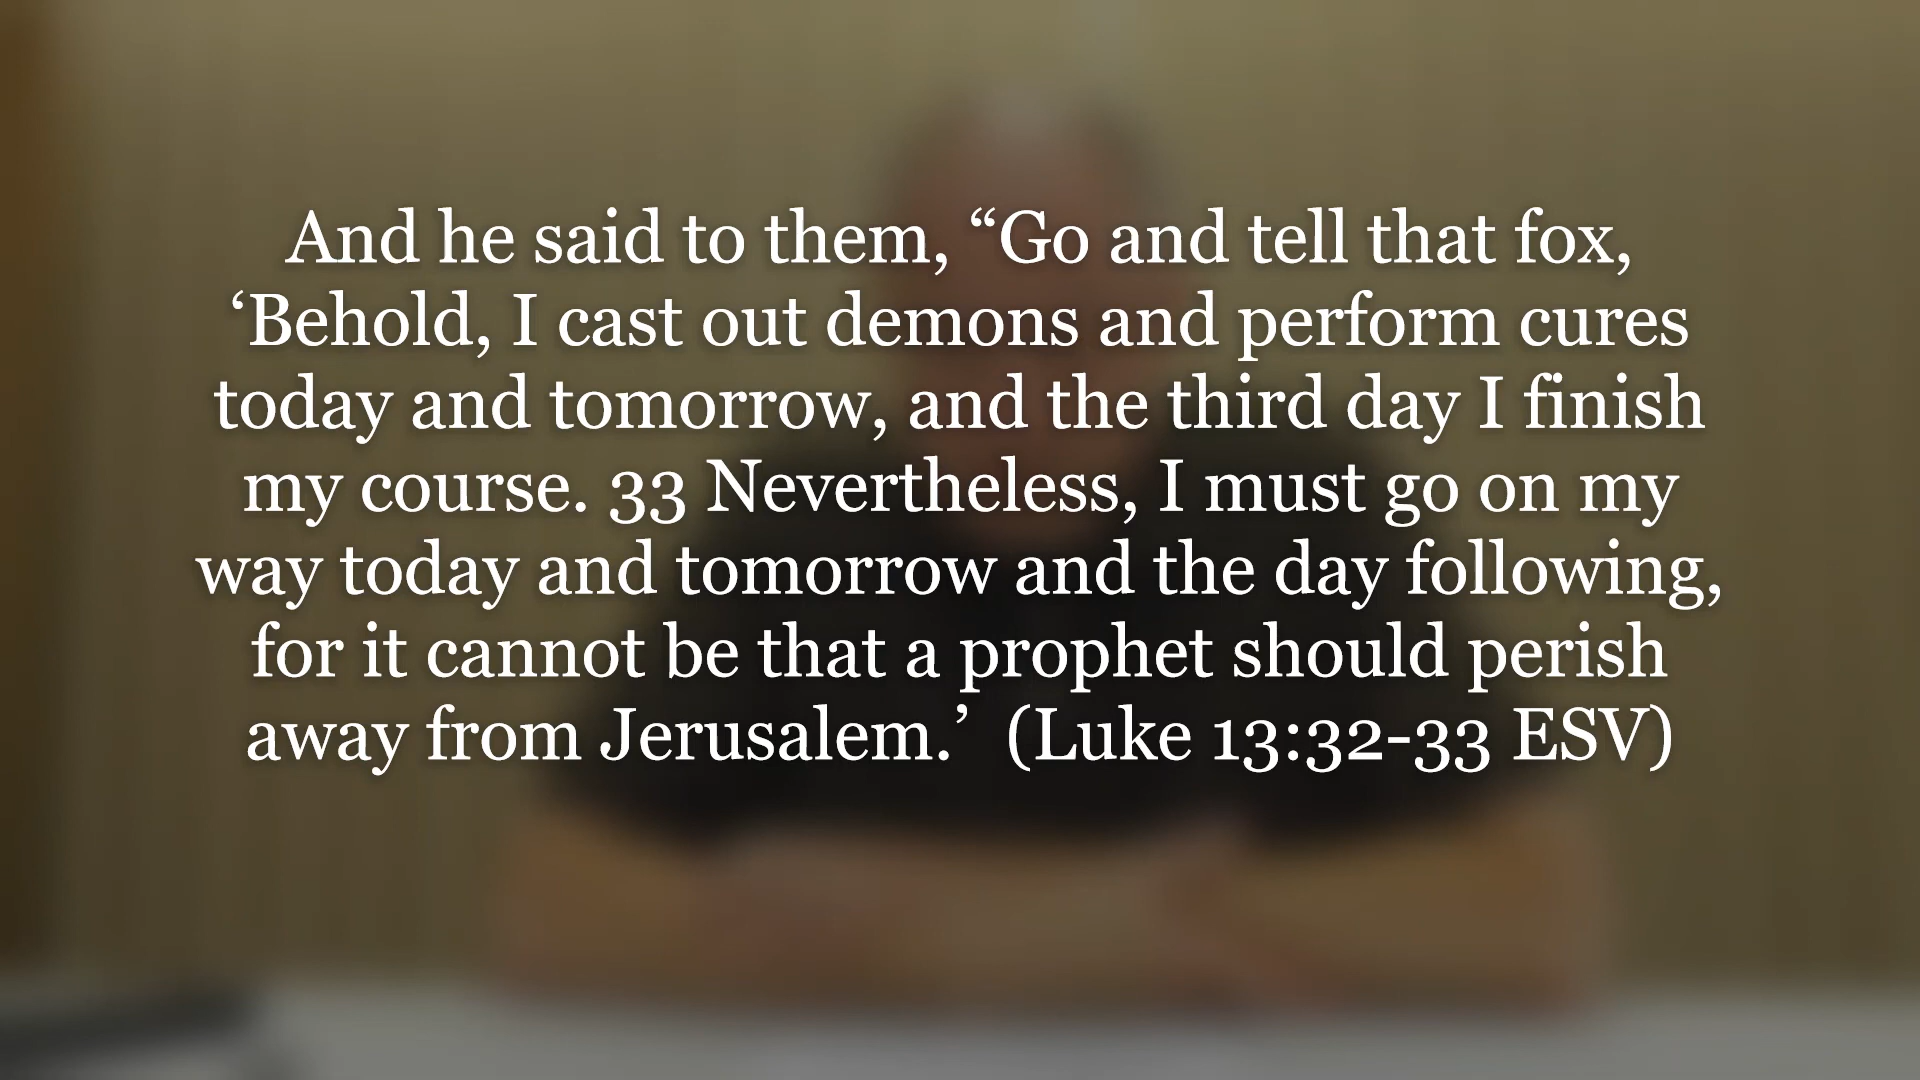 And he said to them, “Go and tell that fox,
‘Behold, I cast out demons and perform cures
today and tomorrow, and the third day I finish
my course. 33 Nevertheless, I must go on my
way today and tomorrow and the day following,
for it cannot be that a prophet should perish
away from Jerusalem.’  (Luke 13:32-33 ESV)